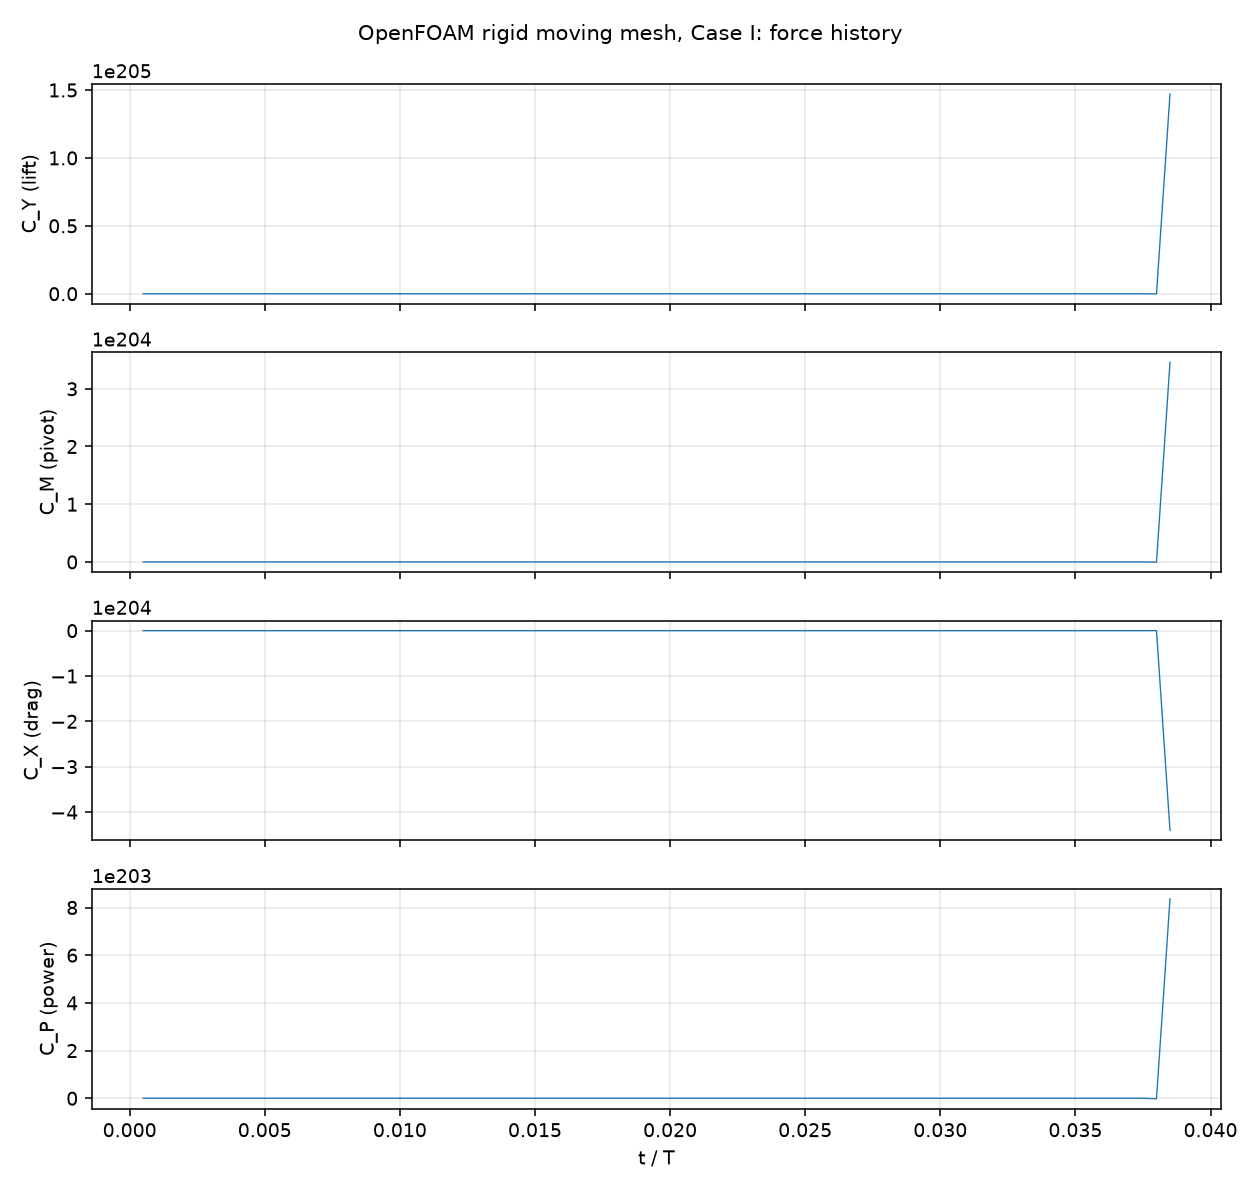 OpenFOAM rigid moving mesh, Case I: force history
1e205
1.5
1.0
0.5
0.0
C_Y (lift)
1e204
3
2
1
0
C_M (pivot)
1e204
0
−1
−2
−3
−4
C_X (drag)
1e203
8
6
4
2
0
C_P (power)
0.000 0.005 0.010 0.015 0.020 0.025 0.030 0.035 0.040
t / T